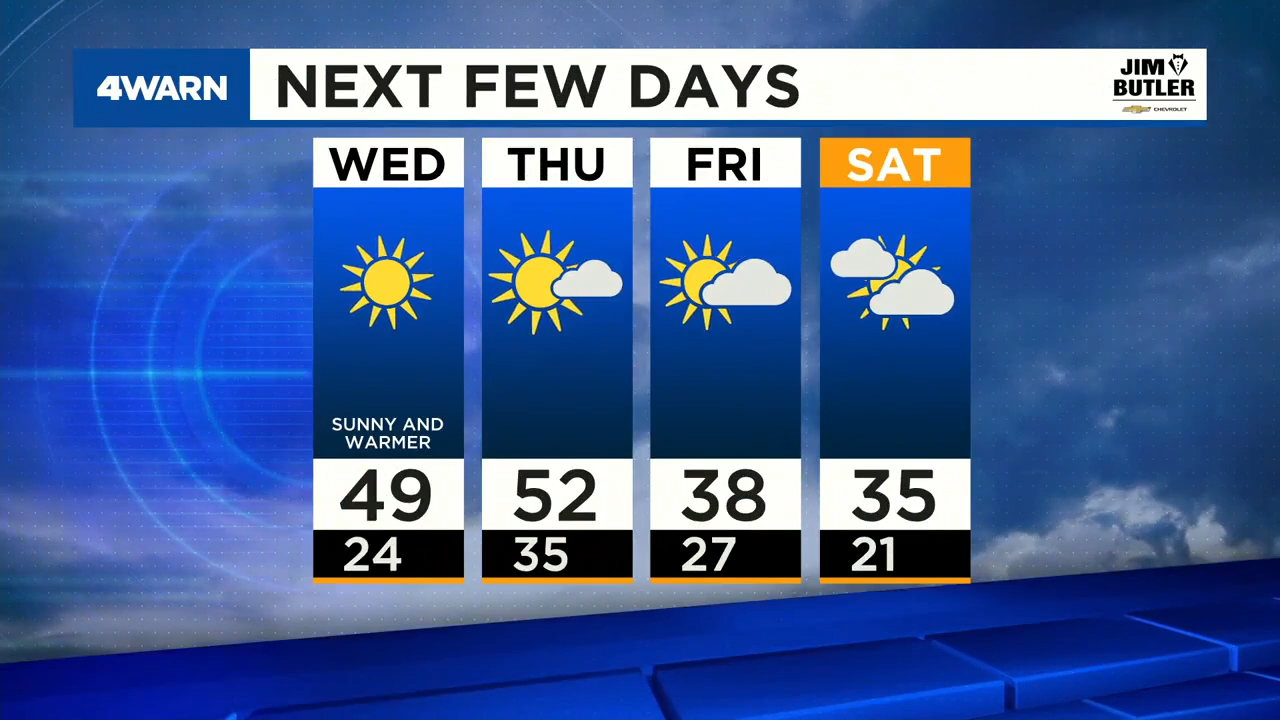 4WARN
NEXT FEW DAYS
JIM
BUTLER
CHEVROLET
WED
THU
FRI
SAT
SUNNY AND
WARMER
49
52
38
35
24
35
27
21